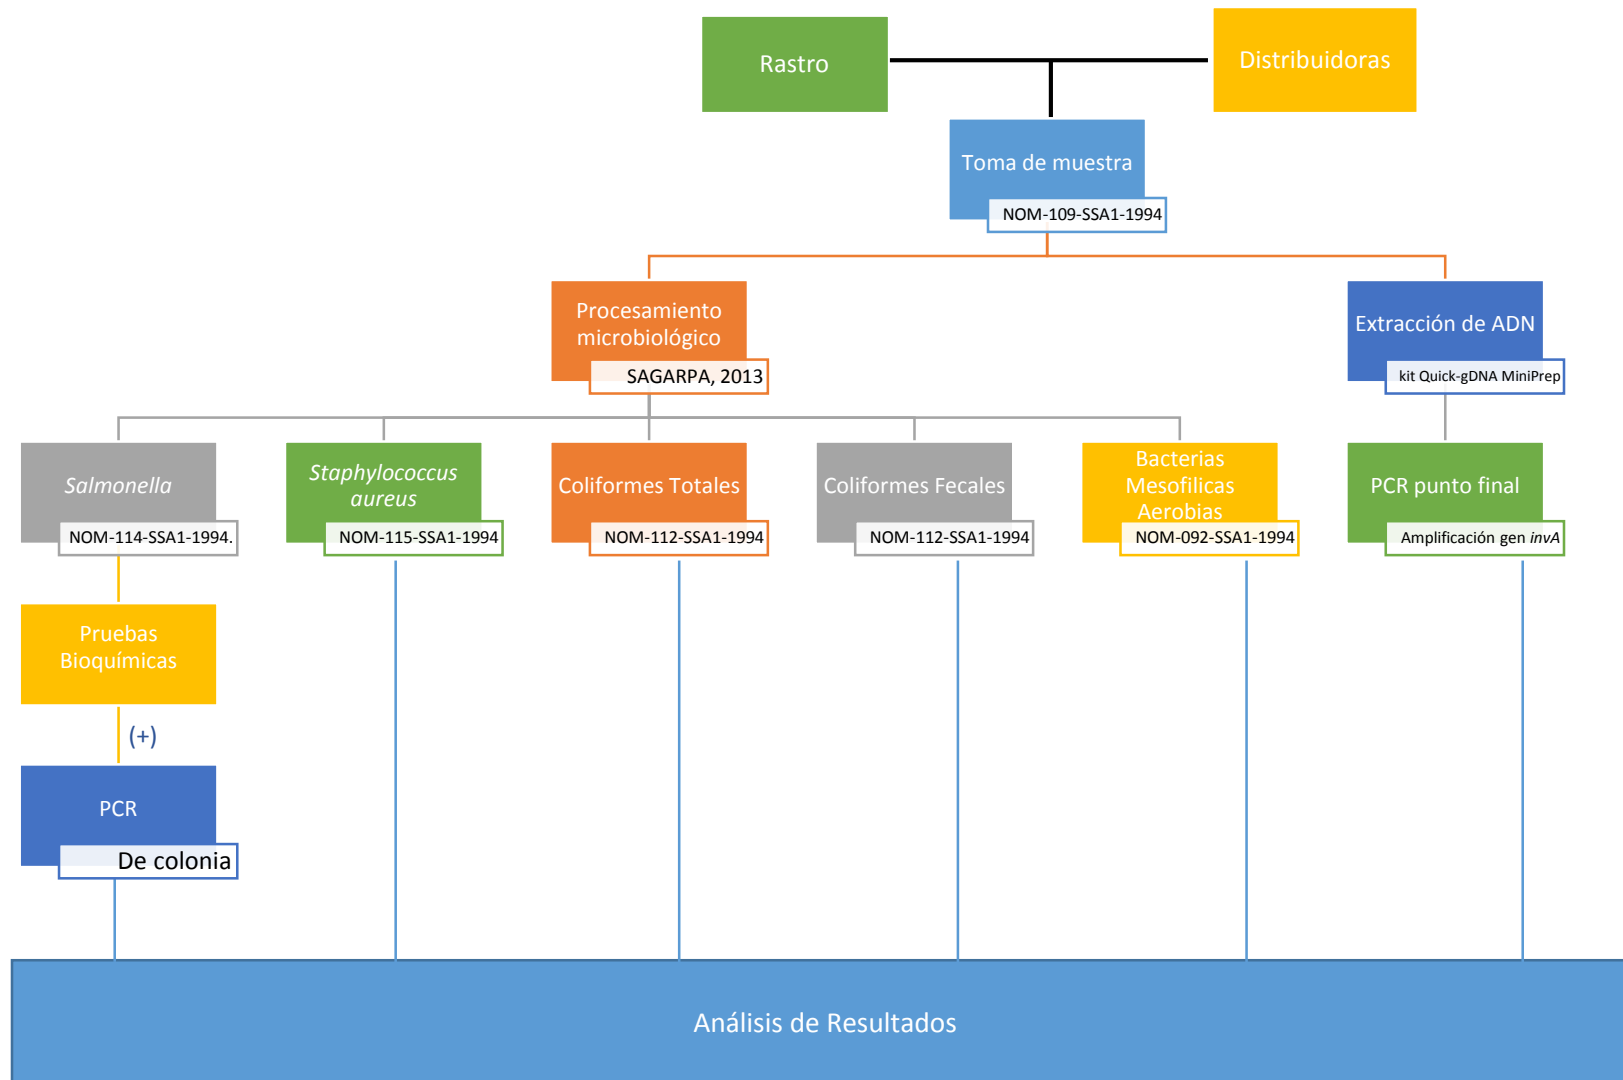 Rastro
Distribuidoras
Toma de muestra
NOM-109-SSA1-1994
Procesamiento
microbiológico
SAGARPA, 2013
Extracción de ADN
kit Quick-gDNA MiniPrep
Salmonella
NOM-114-SSA1-1994.
Staphylococcus
aureus
NOM-115-SSA1-1994
Coliformes Totales
NOM-112-SSA1-1994
Coliformes Fecales
NOM-112-SSA1-1994
Bacterias
Mesofilicas
Aerobias
NOM-092-SSA1-1994
PCR punto final
Amplificación gen invA
Pruebas
Bioquímicas
(+)
PCR
De colonia
Análisis de Resultados